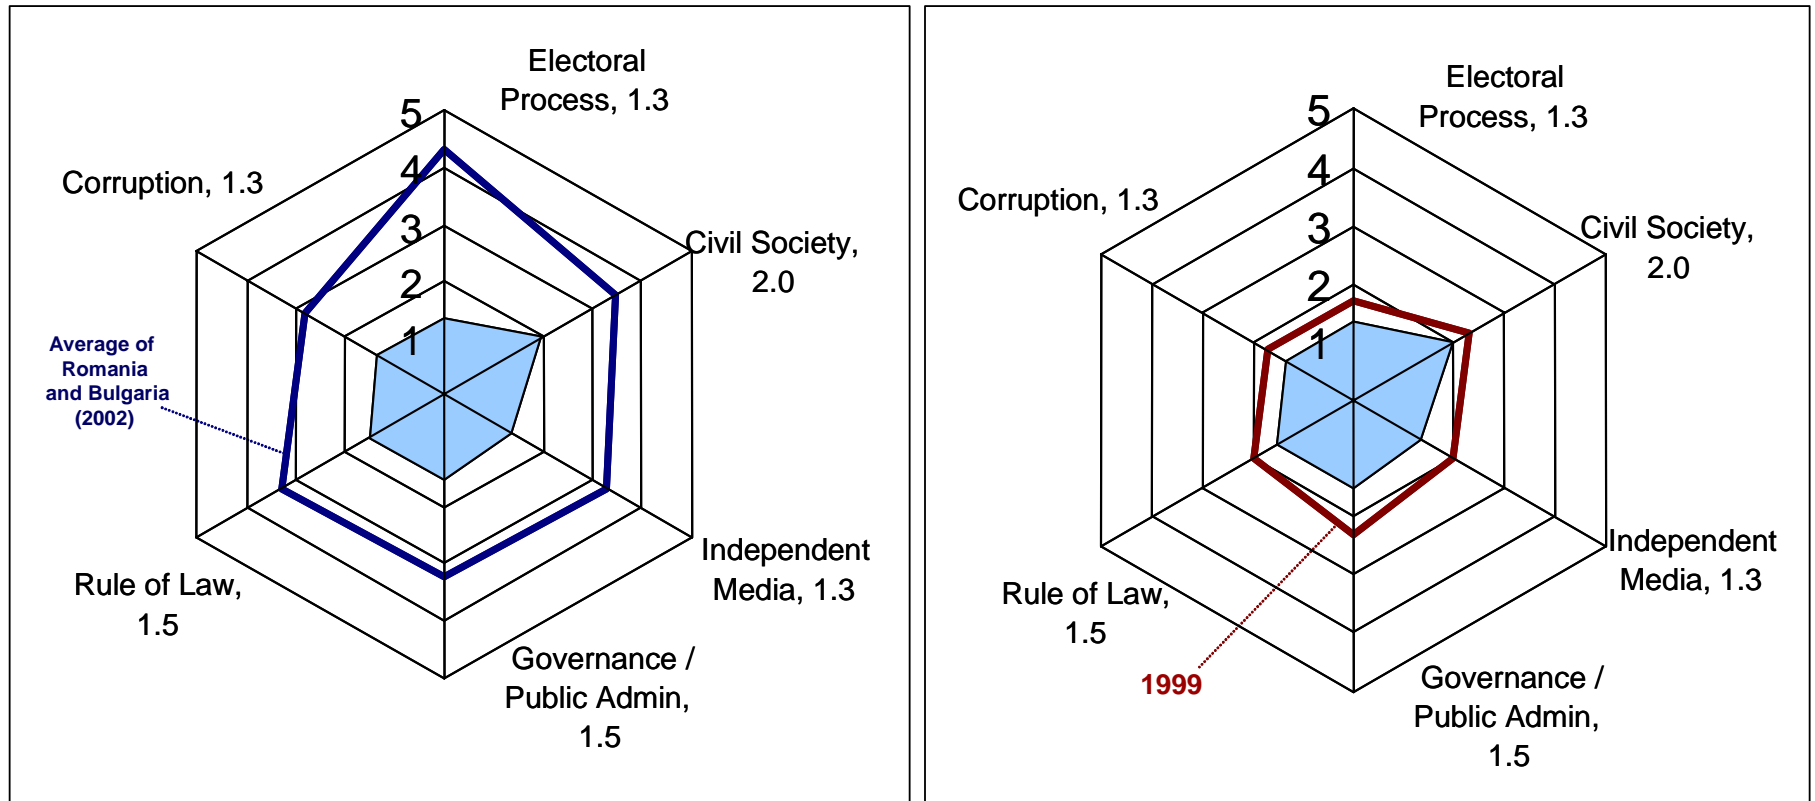 Electoral
Process, 1.3
5
4
3
2
1
Corruption, 1.3
Civil Society,
2.0
Average of
Romania
and Bulgaria
(2002)
Independent
Media, 1.3
Rule of Law,
1.5
Governance /
Public Admin,
1.5
Electoral
Process, 1.3
5
4
3
2
1
Corruption, 1.3
Civil Society,
2.0
Independent
Media, 1.3
Rule of Law,
1.5
1999
Governance /
Public Admin,
1.5